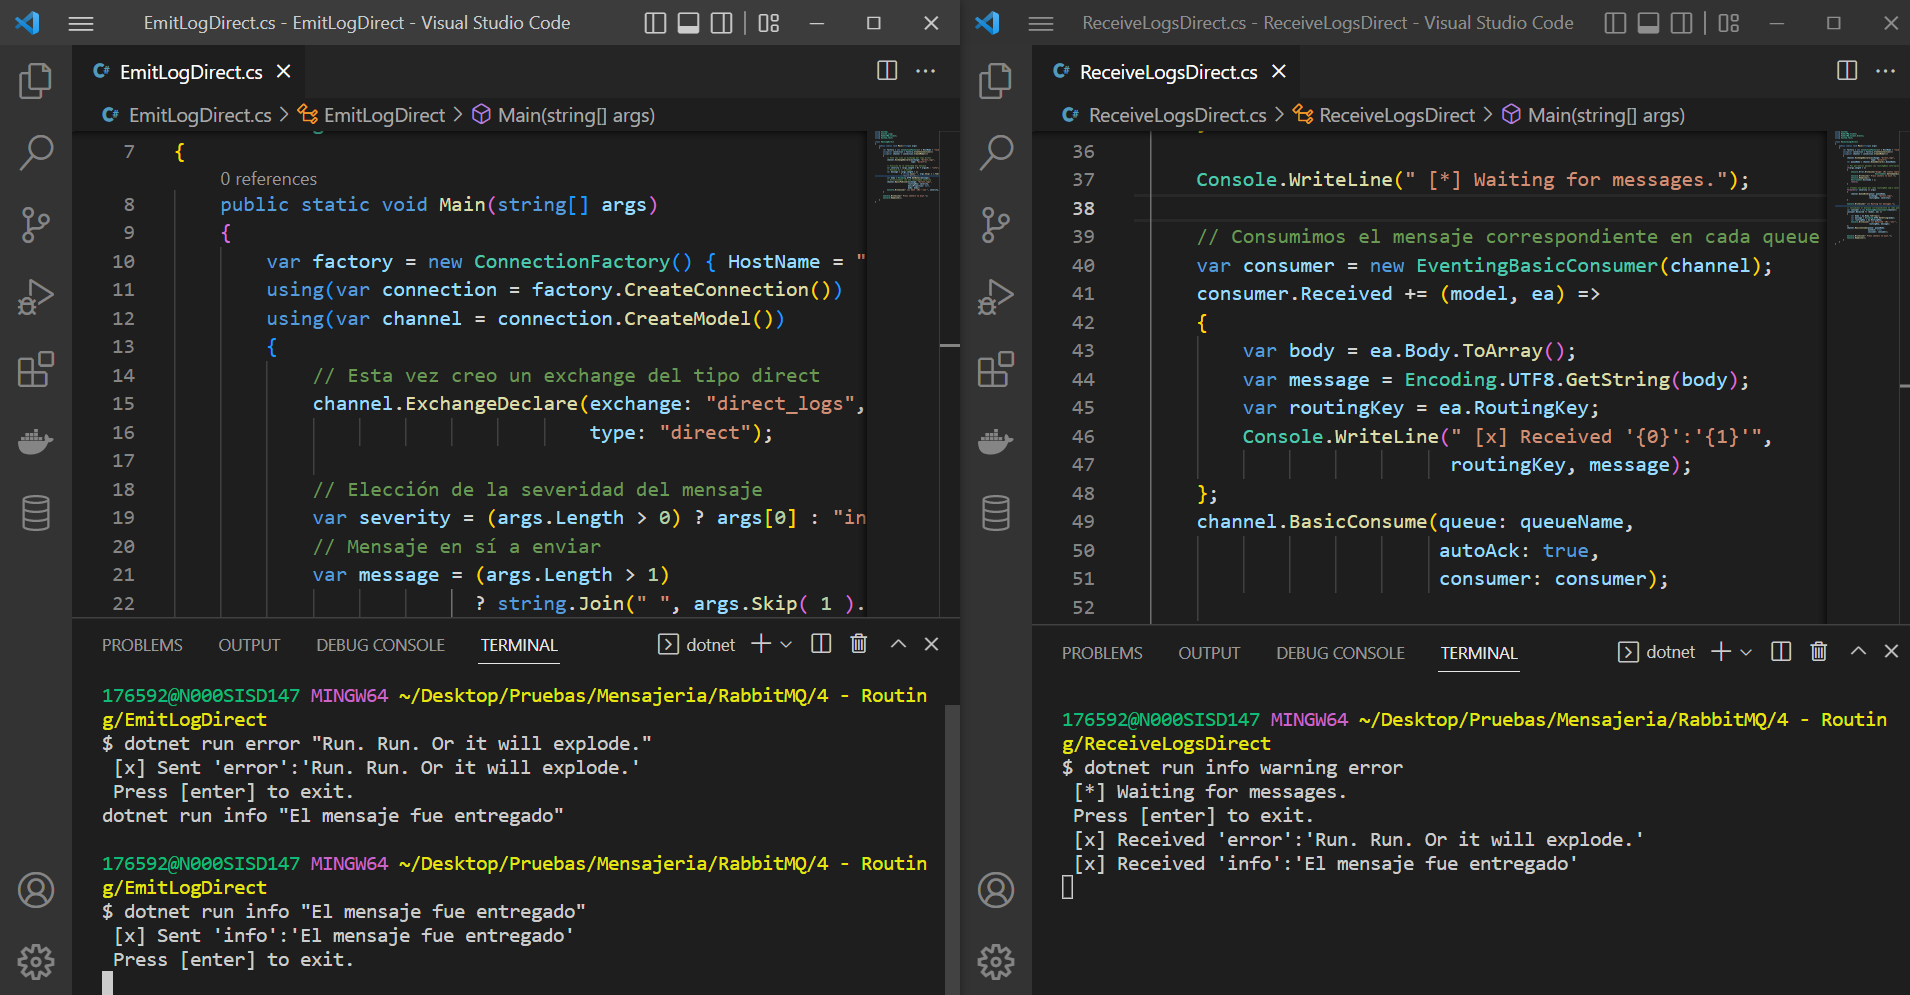 EmitLogDirect.cs - EmitLogDirect - Visual Studio Code
EmitLogDirect.cs
EmitLogDirect.cs > EmitLogDirect > Main(string[] args)
7 {
0 references
8 public static void Main(string[] args)
9 {
10 var factory = new ConnectionFactory() { HostName = "
11 using(var connection = factory.CreateConnection())
12 using(var channel = connection.CreateModel())
13 {
14 // Esta vez creo un exchange del tipo direct
15 channel.ExchangeDeclare(exchange: "direct_logs",
16 type: "direct");
17
18 // Elección de la severidad del mensaje
19 var severity = (args.Length > 0) ? args[0] : "in
20 // Mensaje en sí a enviar
21 var message = (args.Length > 1)
22 ? string.Join(" ", args.Skip( 1 ).
PROBLEMS OUTPUT DEBUG CONSOLE TERMINAL dotnet
176592@N000SISD147 MINGW64 ~/Desktop/Pruebas/Mensajeria/RabbitMQ/4 - Routin
g/EmitLogDirect
$ dotnet run error "Run. Run. Or it will explode."
[x] Sent 'error':'Run. Run. Or it will explode.'
Press [enter] to exit.
dotnet run info "El mensaje fue entregado"
176592@N000SISD147 MINGW64 ~/Desktop/Pruebas/Mensajeria/RabbitMQ/4 - Routin
g/EmitLogDirect
$ dotnet run info "El mensaje fue entregado"
[x] Sent 'info':'El mensaje fue entregado'
Press [enter] to exit.
ReceiveLogsDirect.cs - ReceiveLogsDirect - Visual Studio Code
ReceiveLogsDirect.cs
ReceiveLogsDirect.cs > ReceiveLogsDirect > Main(string[] args)
36
37 Console.WriteLine(" [*] Waiting for messages.");
38
39 // Consumimos el mensaje correspondiente en cada queue
40 var consumer = new EventingBasicConsumer(channel);
41 consumer.Received += (model, ea) =>
42 {
43 var body = ea.Body.ToArray();
44 var message = Encoding.UTF8.GetString(body);
45 var routingKey = ea.RoutingKey;
46 Console.WriteLine(" [x] Received '{0}':'{1}'",
47 routingKey, message);
48 };
49 channel.BasicConsume(queue: queueName,
50 autoAck: true,
51 consumer: consumer);
52
PROBLEMS OUTPUT DEBUG CONSOLE TERMINAL dotnet
176592@N000SISD147 MINGW64 ~/Desktop/Pruebas/Mensajeria/RabbitMQ/4 - Routin
g/ReceiveLogsDirect
$ dotnet run info warning error
[*] Waiting for messages.
Press [enter] to exit.
[x] Received 'error':'Run. Run. Or it will explode.'
[x] Received 'info':'El mensaje fue entregado'